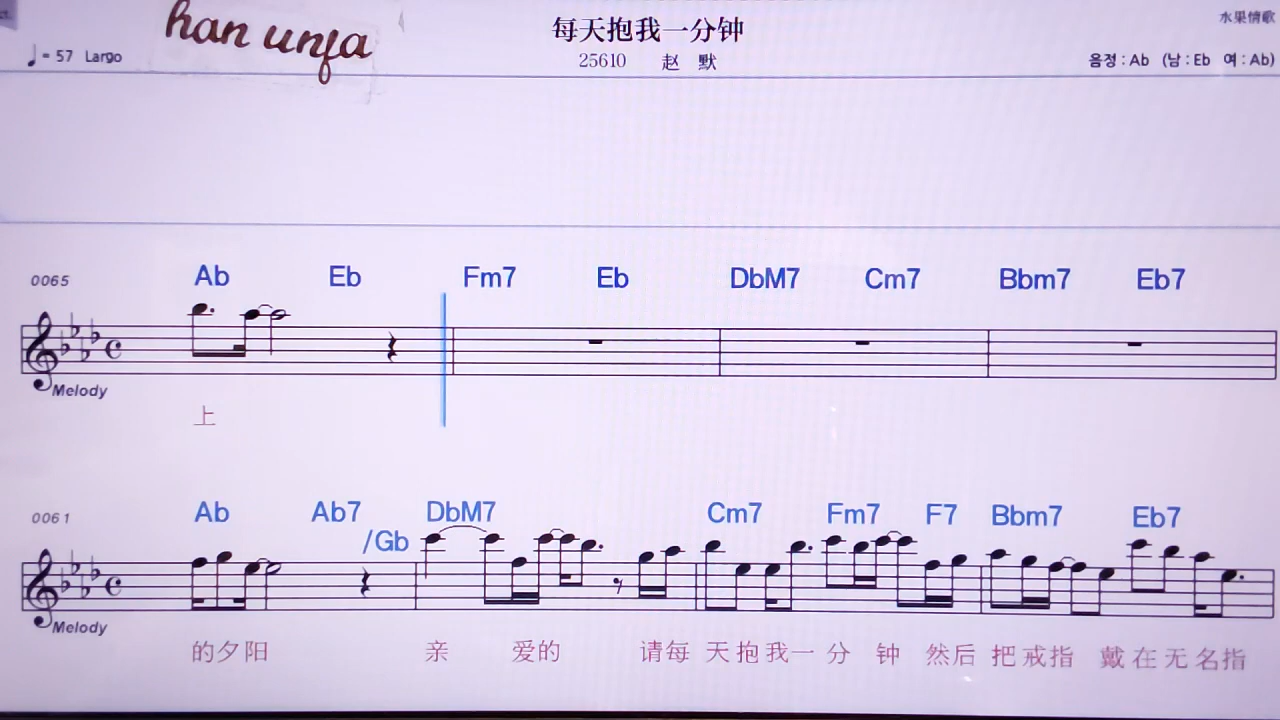 han unfa
每天抱我一分钟
水果情歌
= 57 Largo
25610 赵 默
음정 : Ab (남 : Eb 여 : Ab)
0065 Ab Eb Fm7 Eb DbM7 Cm7 Bbm7 Eb7
Melody
上
0061 Ab Ab7 /Gb DbM7 Cm7 Fm7 F7 Bbm7 Eb7
Melody
的夕阳 亲 爱的 请每 天抱我一 分 钟 然后 把戒指 戴在无名指